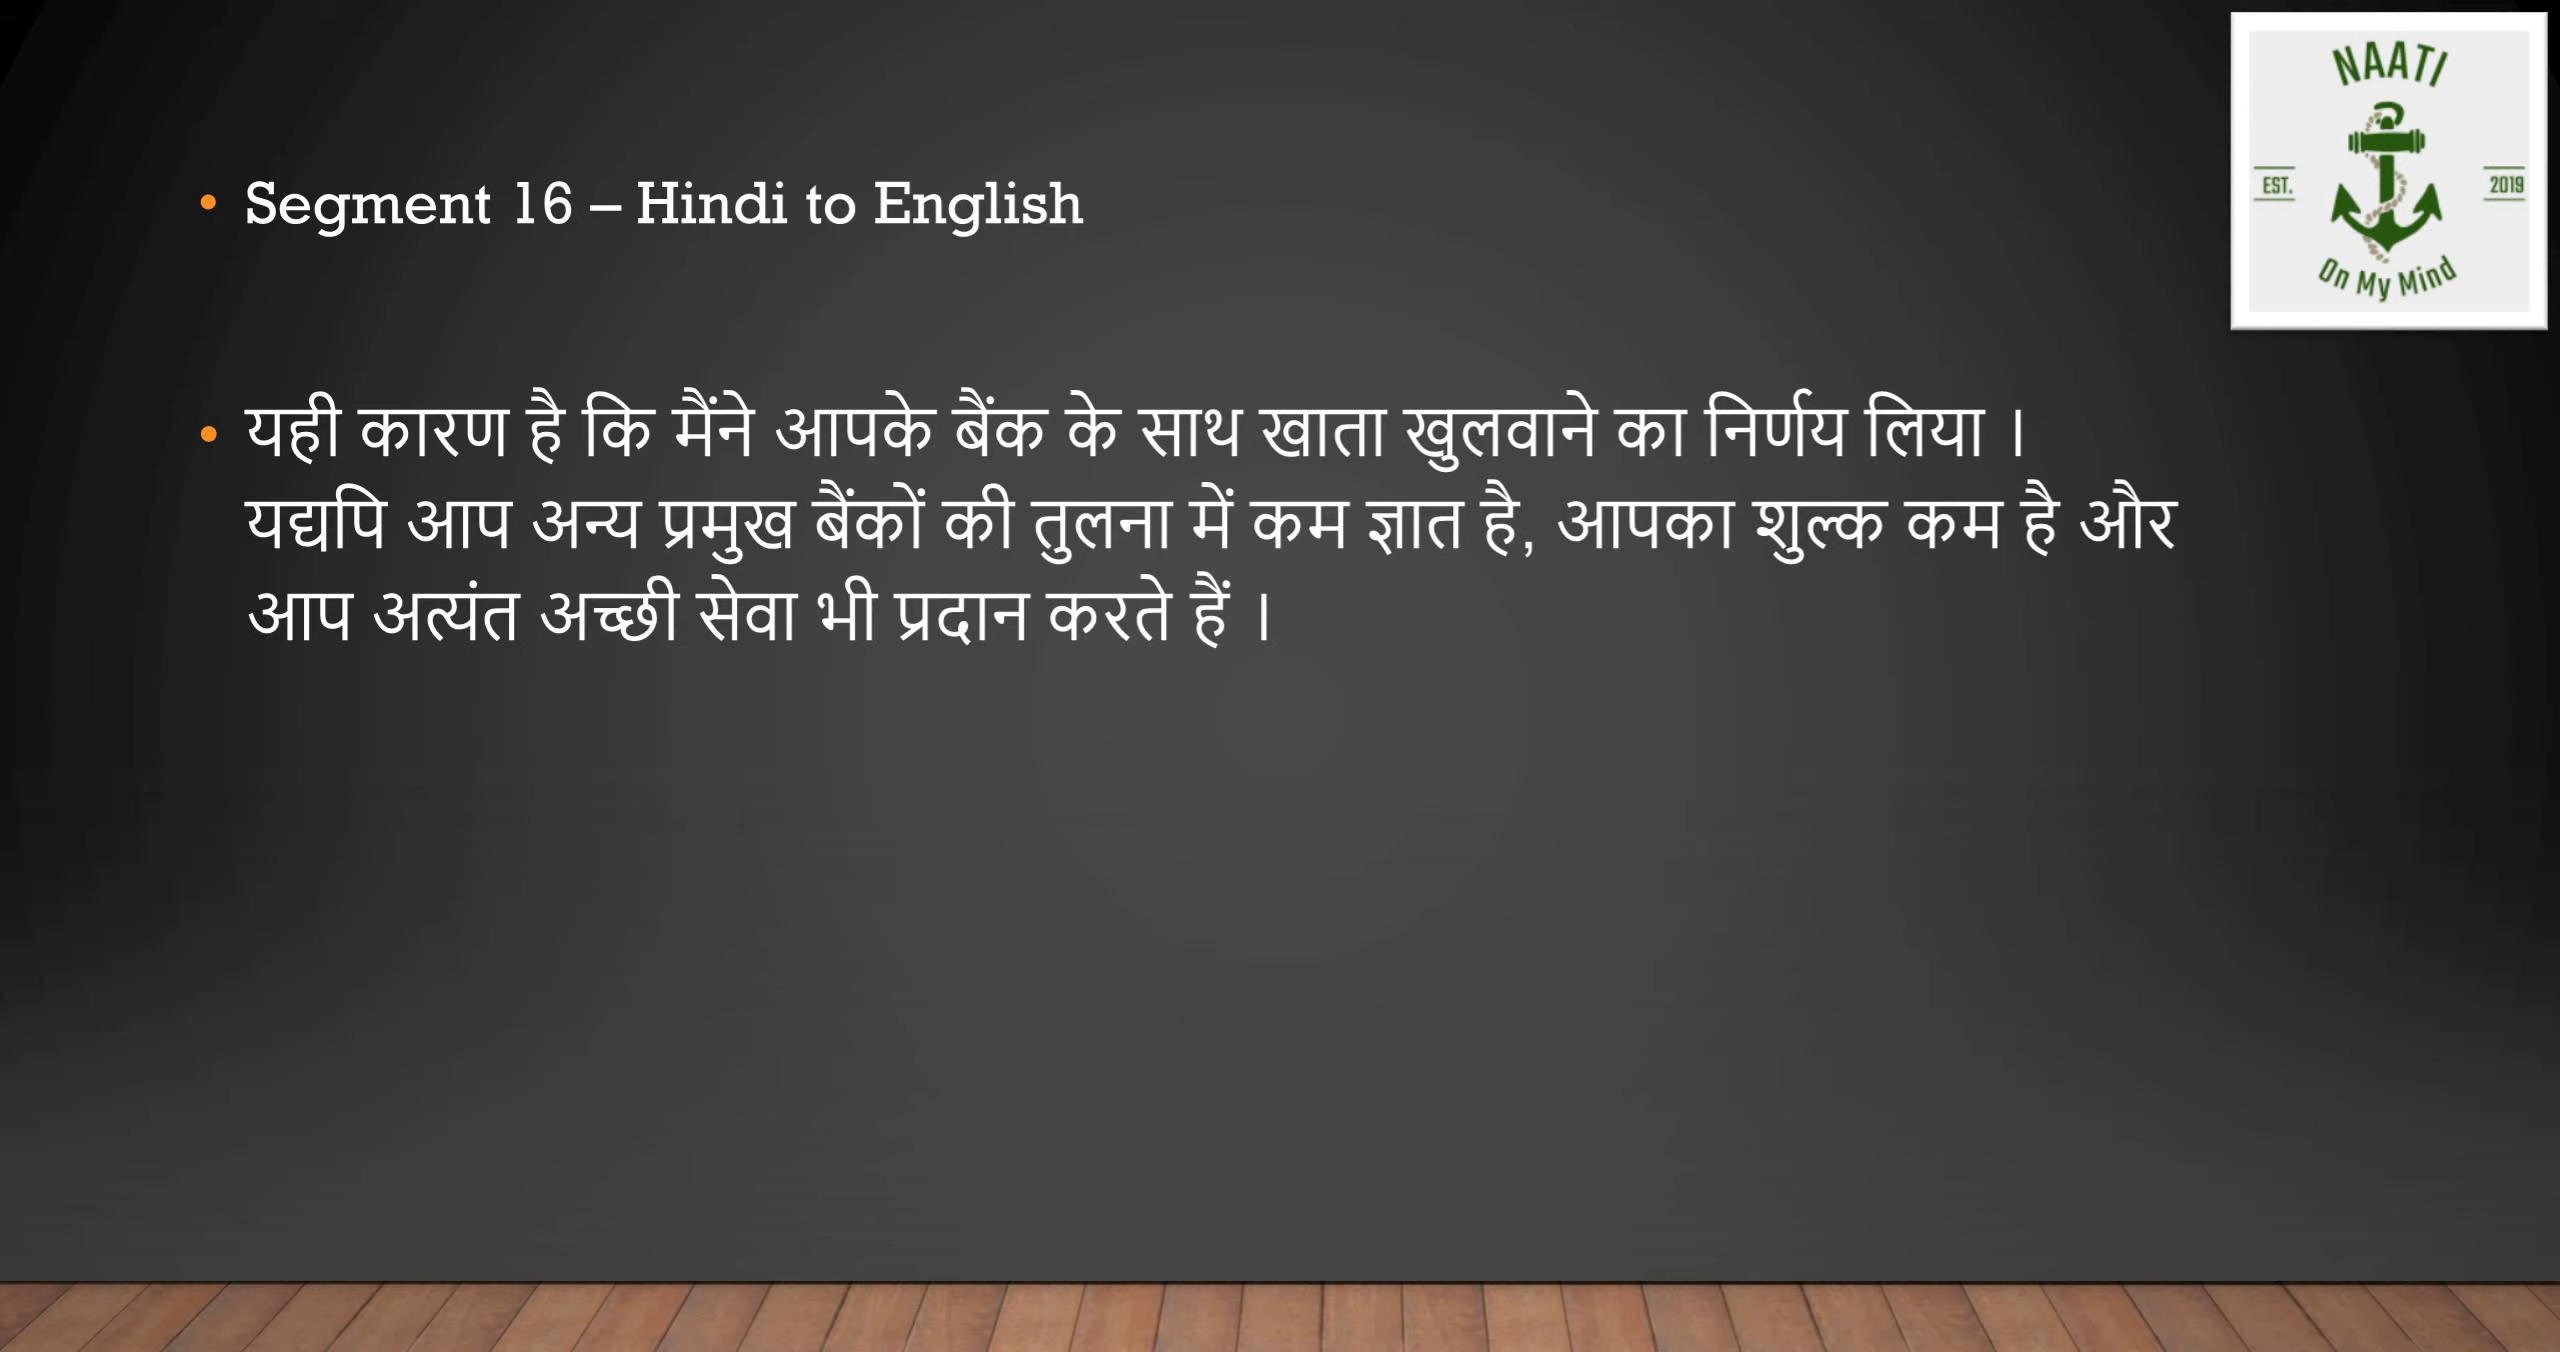 NAATI
EST. 2019
On My Mind
Segment 16 – Hindi to English
यही कारण है कि मैंने आपके बैंक के साथ खाता खुलवाने का निर्णय लिया ।
यद्यपि आप अन्य प्रमुख बैंकों की तुलना में कम ज्ञात है, आपका शुल्क कम है और
आप अत्यंत अच्छी सेवा भी प्रदान करते हैं ।